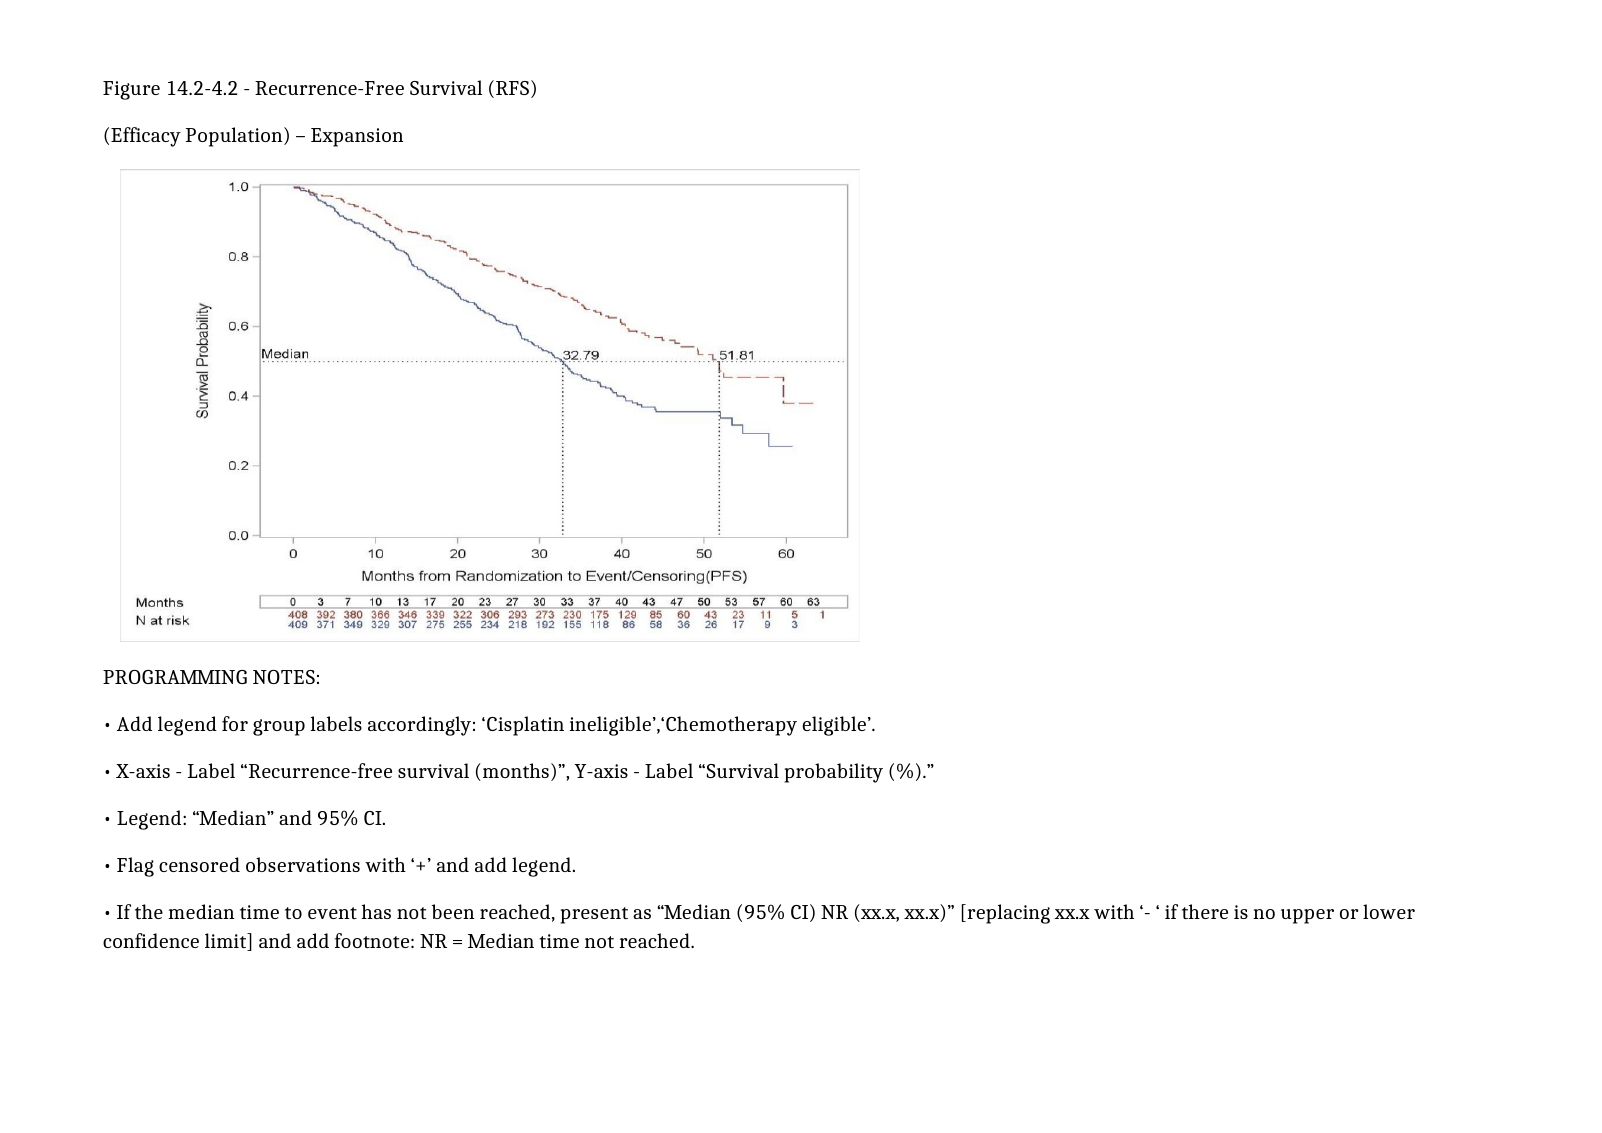 Figure 14.2-4.2 - Recurrence-Free Survival (RFS)
(Efficacy Population) – Expansion
1.0
0.8
0.6
0.4
0.2
0.0
Survival Probability
Median
32.79
51.81
0 10 20 30 40 50 60
Months from Randomization to Event/Censoring(PFS)
Months 0 3 7 10 13 17 20 23 27 30 33 37 40 43 47 50 53 57 60 63
N at risk
408 392 380 366 346 339 322 306 293 273 230 175 129 85 60 43 23 11 5 1
409 371 349 329 307 275 255 234 218 192 155 118 86 58 36 26 17 9 3
PROGRAMMING NOTES:
• Add legend for group labels accordingly: ‘Cisplatin ineligible’,‘Chemotherapy eligible’.
• X-axis - Label “Recurrence-free survival (months)”, Y-axis - Label “Survival probability (%).”
• Legend: “Median” and 95% CI.
• Flag censored observations with ‘+’ and add legend.
• If the median time to event has not been reached, present as “Median (95% CI) NR (xx.x, xx.x)” [replacing xx.x with ‘- ‘ if there is no upper or lower
confidence limit] and add footnote: NR = Median time not reached.